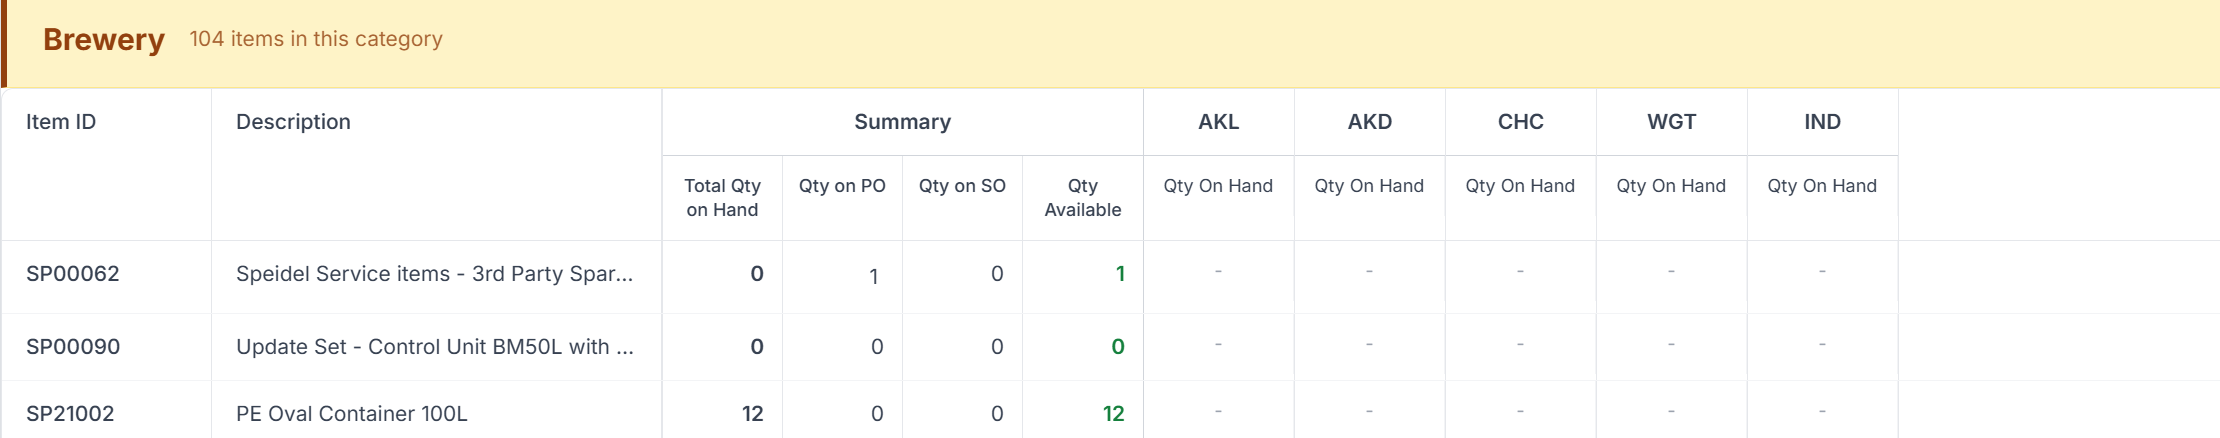 Brewery 104 items in this category
Item ID Description Summary AKL AKD CHC WGT IND
Total Qty on Hand Qty on PO Qty on SO Qty Available Qty On Hand Qty On Hand Qty On Hand Qty On Hand Qty On Hand
SP00062 Speidel Service items - 3rd Party Spar... 0 1 0 1 - - - - -
SP00090 Update Set - Control Unit BM50L with ... 0 0 0 0 - - - - -
SP21002 PE Oval Container 100L 12 0 0 12 - - - - -